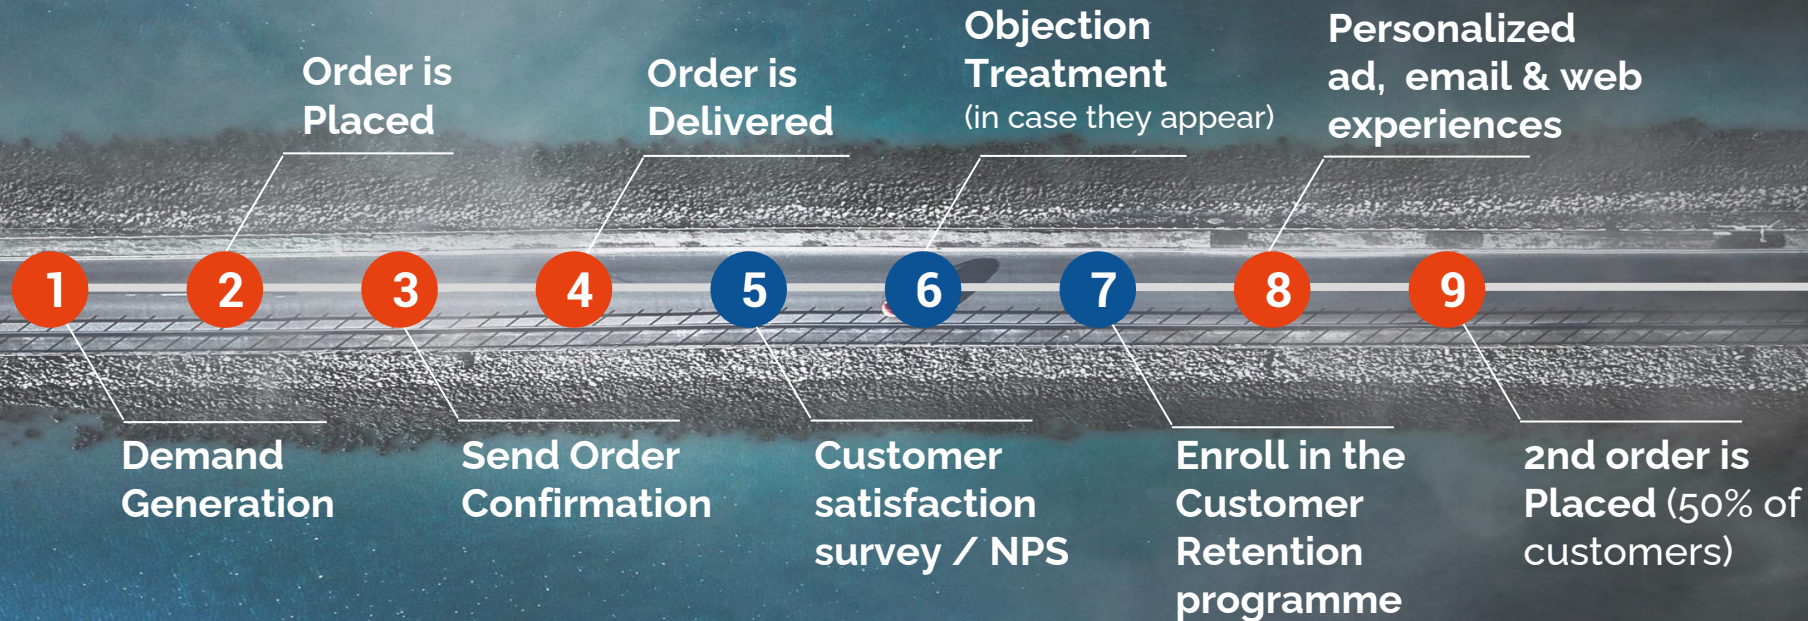 1
Demand
Generation
2
Order is
Placed
3
Send Order
Confirmation
4
Order is
Delivered
5
Customer
satisfaction
survey / NPS
6
Objection
Treatment
(in case they appear)
7
Enroll in the
Customer
Retention
programme
8
Personalized
ad, email & web
experiences
9
2nd order is
Placed (50% of
customers)